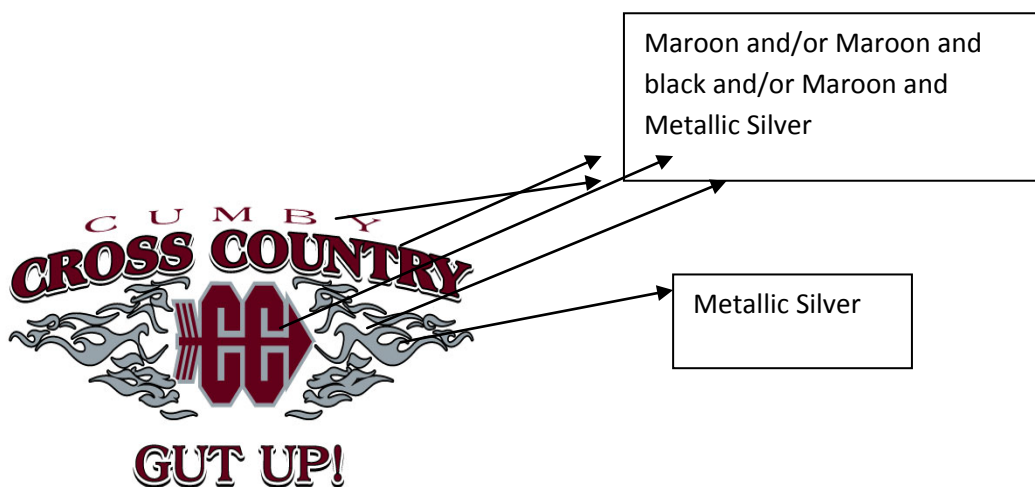 Maroon and/or Maroon and
black and/or Maroon and
Metallic Silver
CUMBY
CROSS COUNTRY
CC
Metallic Silver
GUT UP!